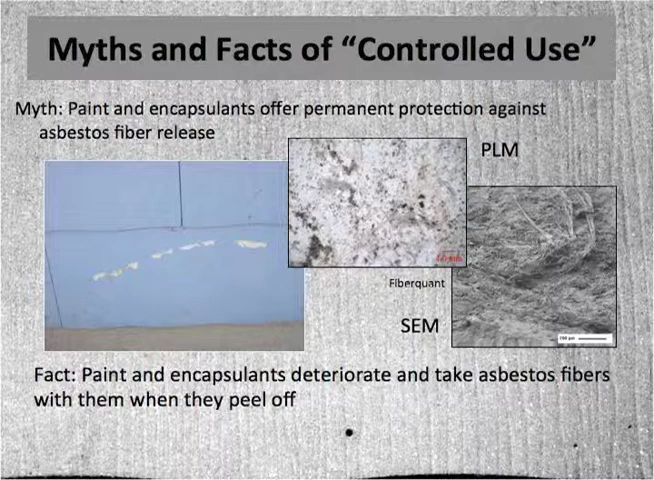 Myths and Facts of “Controlled Use”
Myth: Paint and encapsulants offer permanent protection against
asbestos fiber release
PLM
Fiberquant
SEM
Fact: Paint and encapsulants deteriorate and take asbestos fibers
with them when they peel off